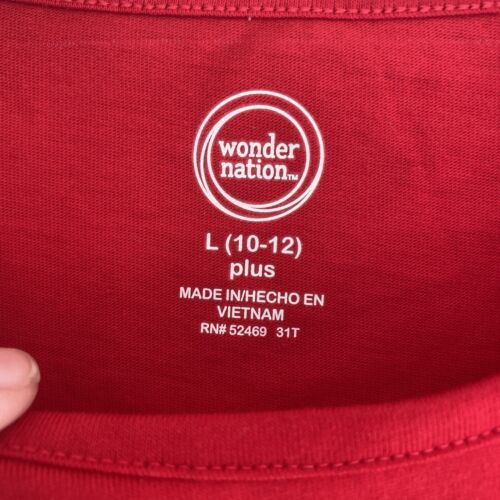 wonder
nation™
L (10-12)
plus
MADE IN/HECHO EN
VIETNAM
RN# 52469 31T